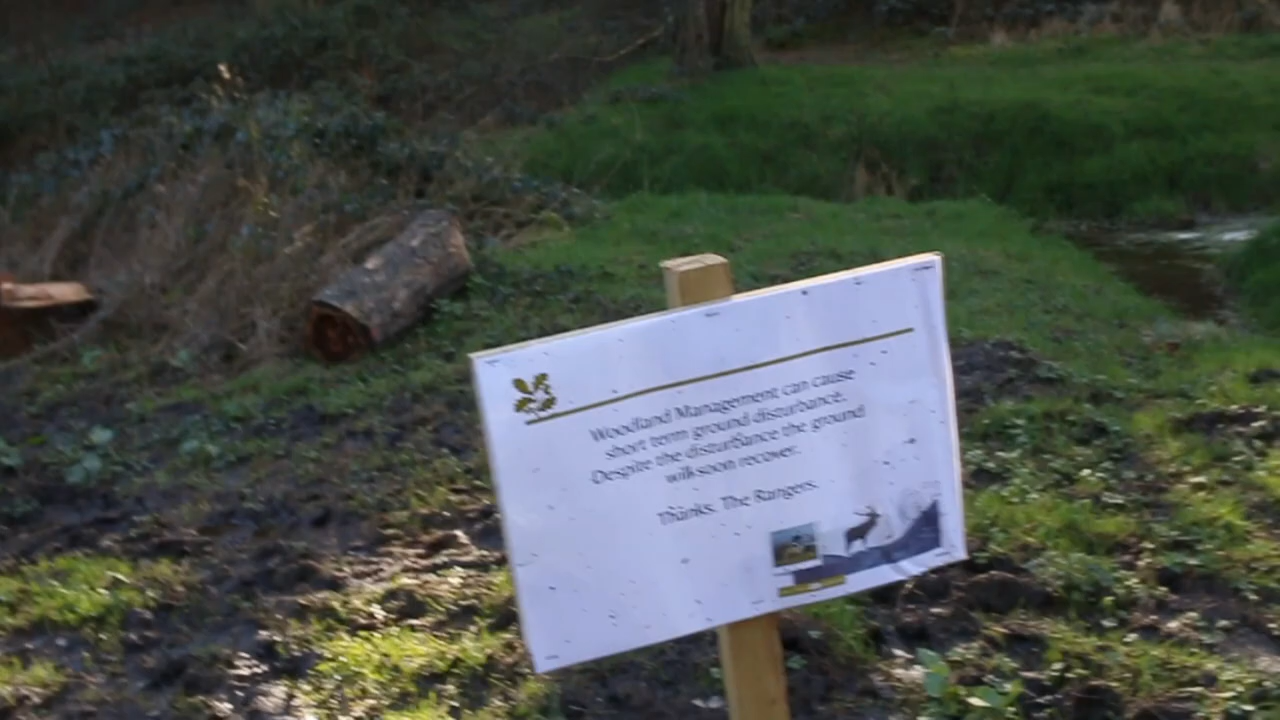 Woodland Management can cause
short term ground disturbance.
Despite the disturbance the ground
will soon recover.
Thanks. The Rangers.